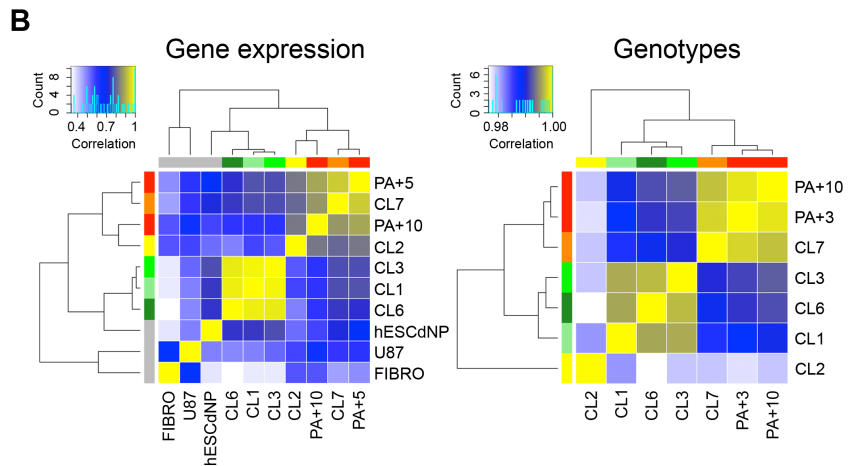 B
Gene expression
Genotypes
Count
8
4
0
0.4 0.7 1
Correlation
Count
6
3
0
0.98 1.00
Correlation
PA+5
CL7
PA+10
CL2
CL3
CL1
CL6
hESCdNP
U87
FIBRO
FIBRO
U87
hESCdNP
CL6
CL1
CL3
CL2
PA+10
CL7
PA+5
PA+10
PA+3
CL7
CL3
CL6
CL1
CL2
CL2
CL1
CL6
CL3
CL7
PA+3
PA+10